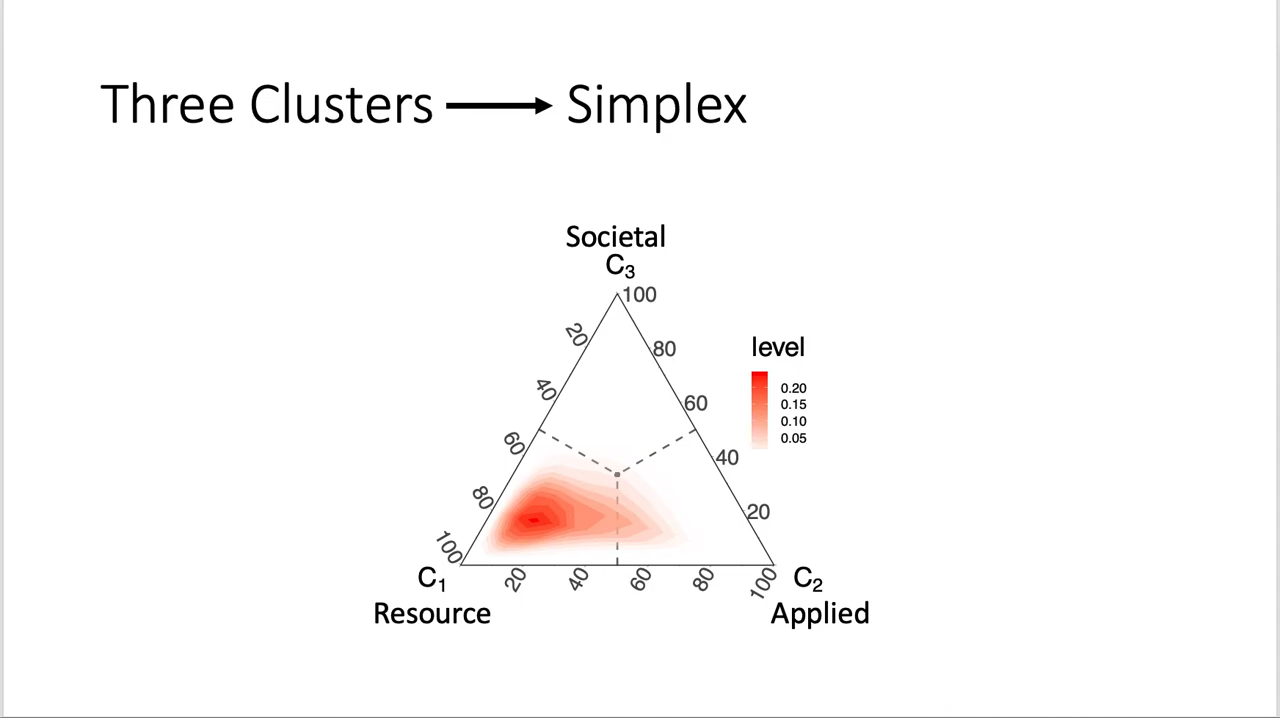 Three Clusters → Simplex
Societal
C₃
100
20
80
level
0.20
40
60
0.15
0.10
0.05
60
40
80
20
100
C₁
20
40
60
80
100
C₂
Resource
Applied